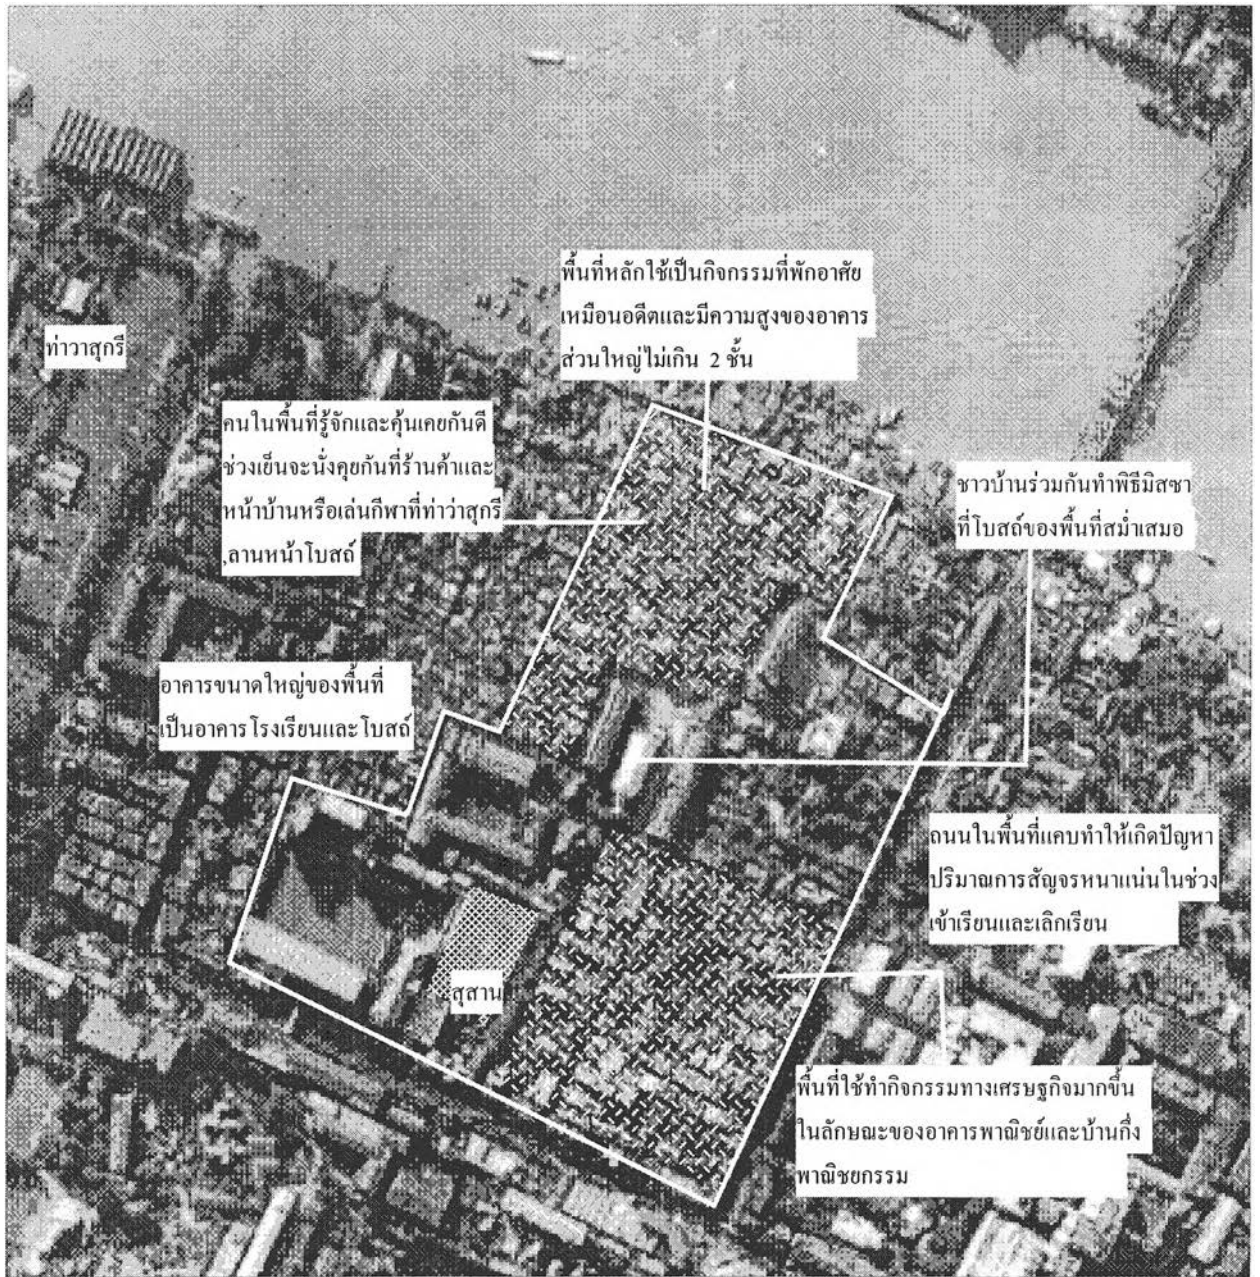 พื้นที่หลักใช้เป็นกิจกรรมที่พักอาศัย
เหมือนอดีตและมีความสูงของอาคาร
ส่วนใหญ่ไม่เกิน 2 ชั้น
ท่าวาสุกรี
คนในพื้นที่รู้จักและคุ้นเคยกันดี
ช่วงเย็นจะนั่งคุยกันที่ร้านค้าและ
หน้าบ้านหรือเล่นกีฬาที่ท่าว่าสุกรี
,ลานหน้าโบสถ์
ชาวบ้านร่วมกันทำพิธีมิสซา
ที่โบสถ์ของพื้นที่สม่ำเสมอ
อาคารขนาดใหญ่ของพื้นที่
เป็นอาคารโรงเรียนและโบสถ์
ถนนในพื้นที่แคบทำให้เกิดปัญหา
ปริมาณการสัญจรหนาแน่นในช่วง
เข้าเรียนและเลิกเรียน
สุสาน
พื้นที่ใช้ทำกิจกรรมทางเศรษฐกิจมากขึ้น
ในลักษณะของอาคารพาณิชย์และบ้านกึ่ง
พาณิชยกรรม